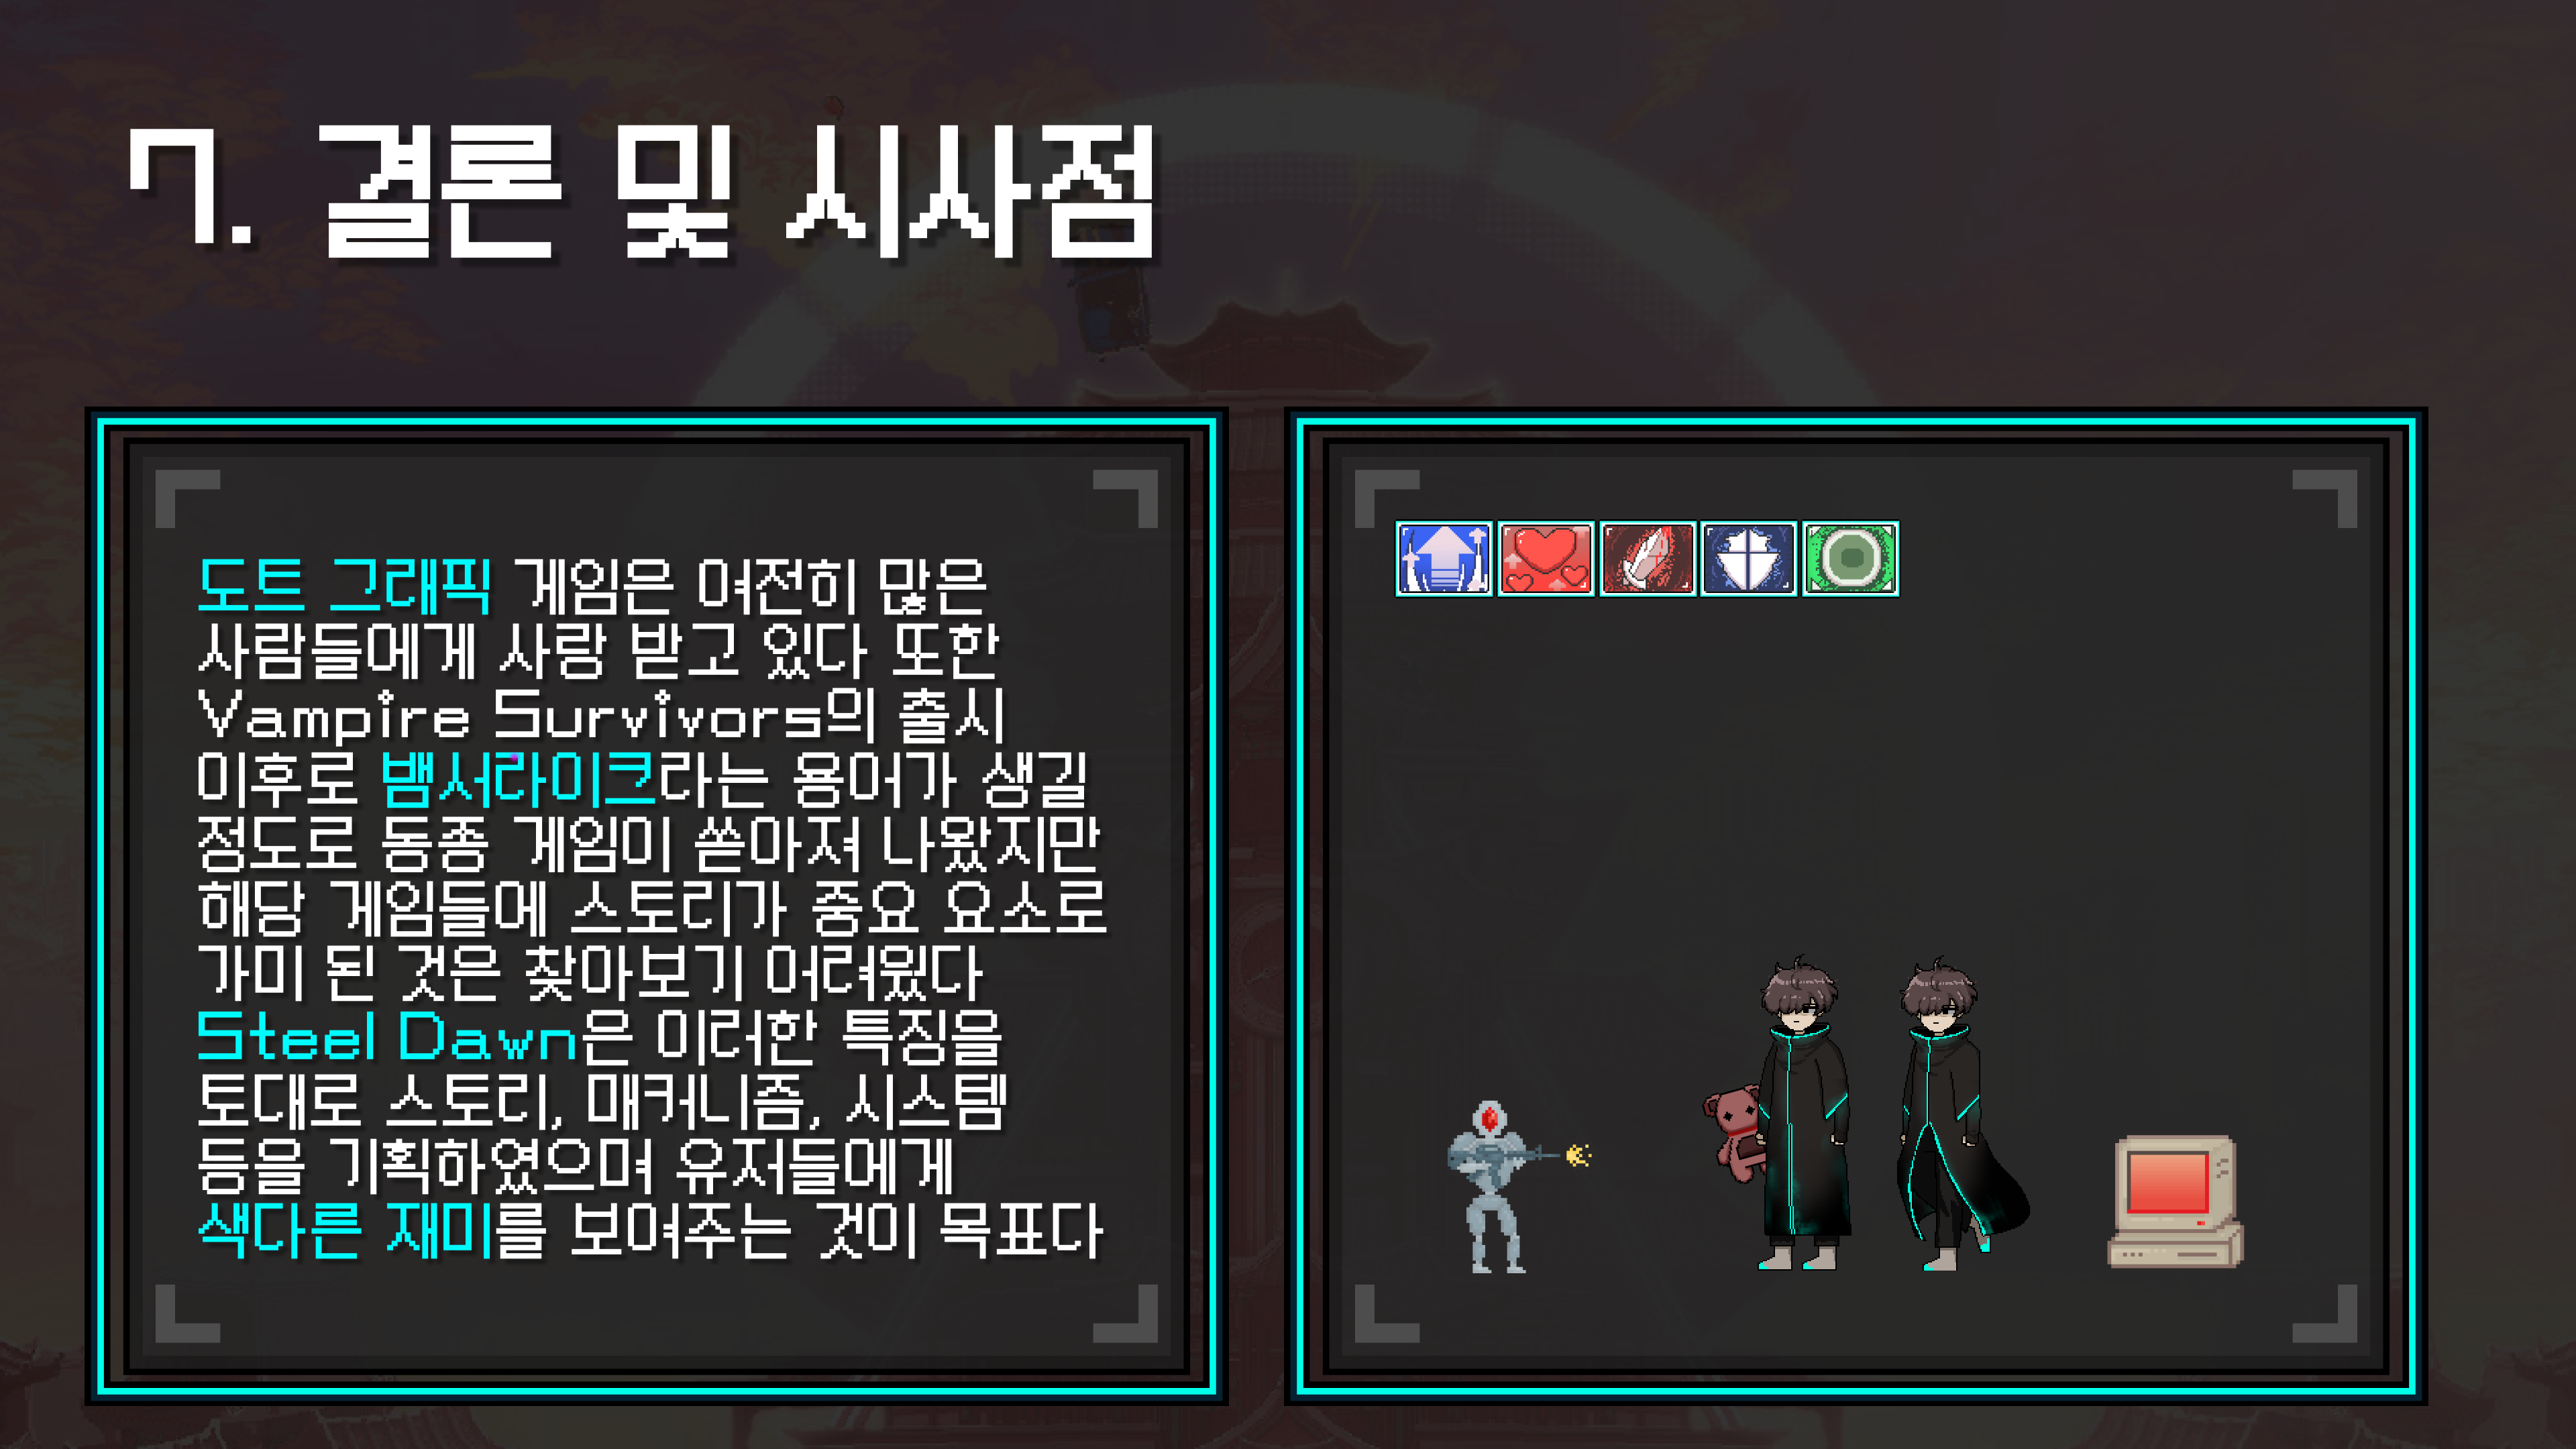 7. 결론 및 시사점
도트 그래픽 게임은 여전히 많은
사람들에게 사랑 받고 있다 또한
Vampire Survivors의 출시
이후로 뱀서라이크라는 용어가 생길
정도로 동종 게임이 쏟아져 나왔지만
해당 게임들에 스토리가 중요 요소로
가미 된 것은 찾아보기 어려웠다
Steel Dawn은 이러한 특징을
토대로 스토리, 매커니즘, 시스템
등을 기획하였으며 유저들에게
색다른 재미를 보여주는 것이 목표다